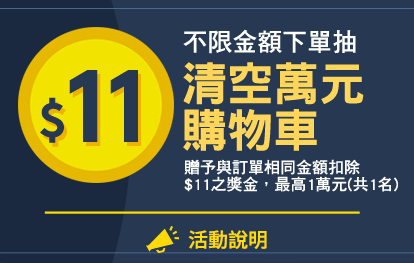 $11
不限金額下單抽
清空萬元
購物車
贈予與訂單相同金額扣除
$11之獎金，最高1萬元(共1名)
活動說明